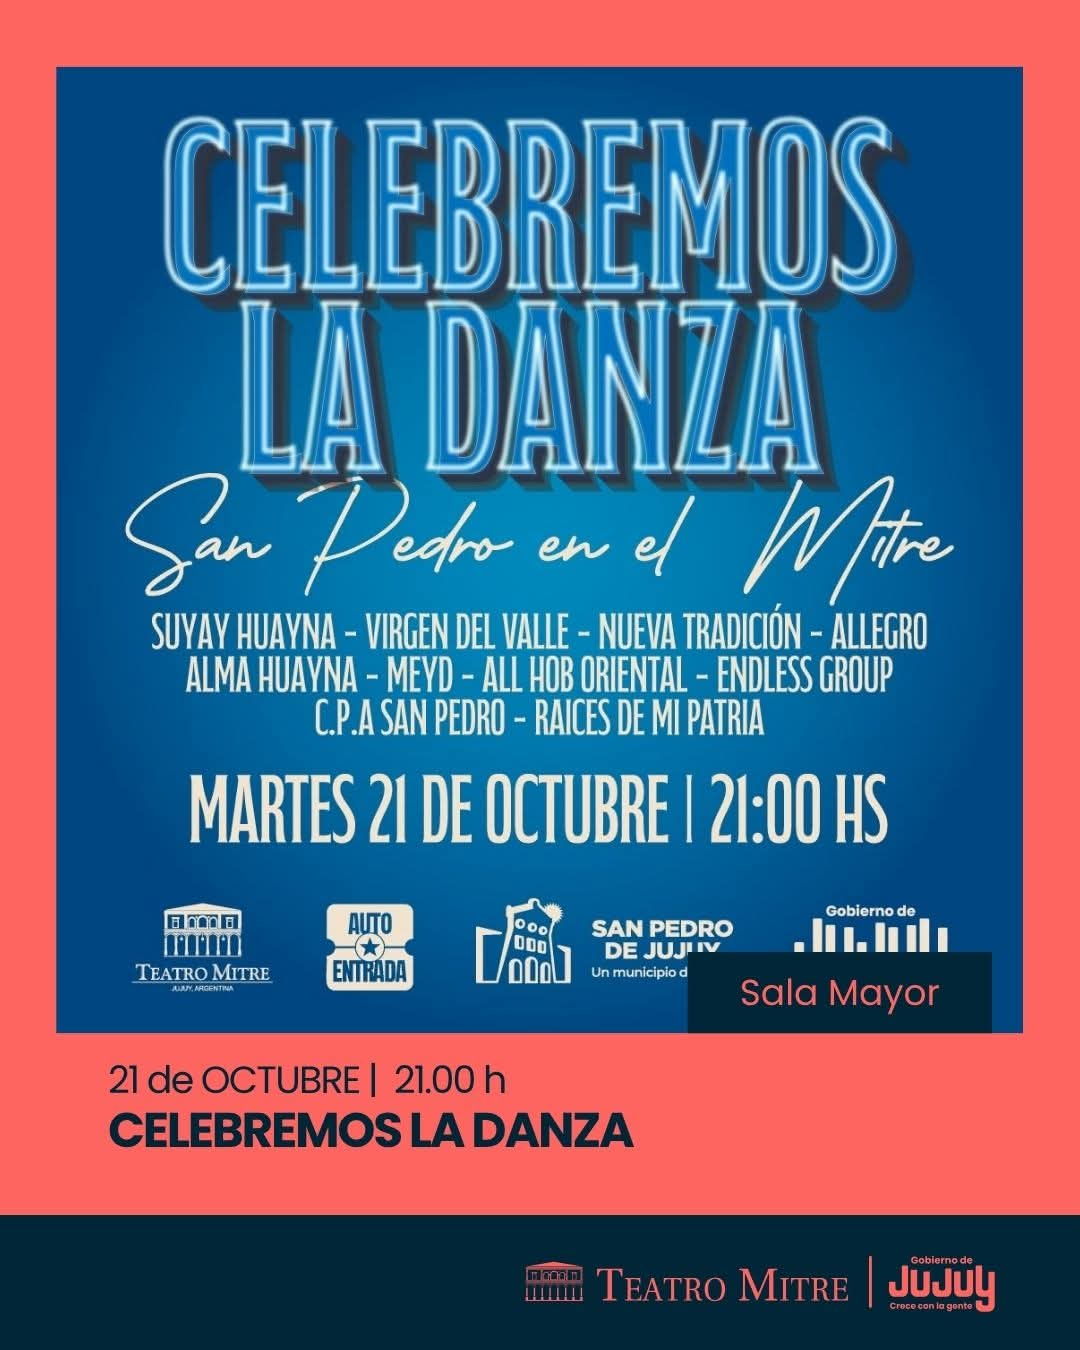 CELEBREMOS
LA DANZA
San Pedro en el Mitre
SUYAY HUAYNA - VIRGEN DEL VALLE - NUEVA TRADICIÓN - ALLEGRO
ALMA HUAYNA - MEYD - ALL HOB ORIENTAL - ENDLESS GROUP
C.P.A SAN PEDRO - RAICES DE MI PATRIA
MARTES 21 DE OCTUBRE | 21:00 HS
TEATRO MITRE
JUJUY, ARGENTINA
AUTO
ENTRADA
SAN PEDRO
DE JUJUY
Un municipio d
Gobierno de
Sala Mayor
21 de OCTUBRE | 21.00 h
CELEBREMOS LA DANZA
TEATRO MITRE
Gobierno de
JUJUY
Crece con la gente